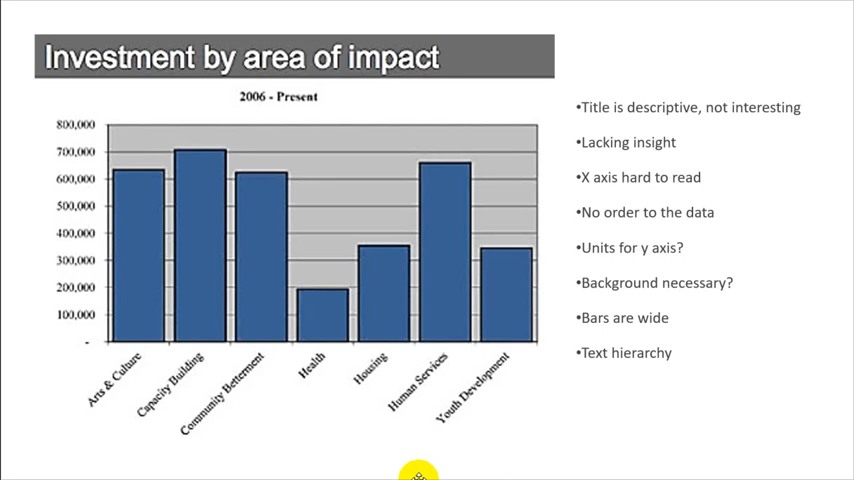 Investment by area of impact
2006 - Present
800,000
700,000
600,000
500,000
400,000
300,000
200,000
100,000
-
Arts & Culture
Capacity Building
Community Betterment
Health
Housing
Human Services
Youth Development
•Title is descriptive, not interesting
•Lacking insight
•X axis hard to read
•No order to the data
•Units for y axis?
•Background necessary?
•Bars are wide
•Text hierarchy